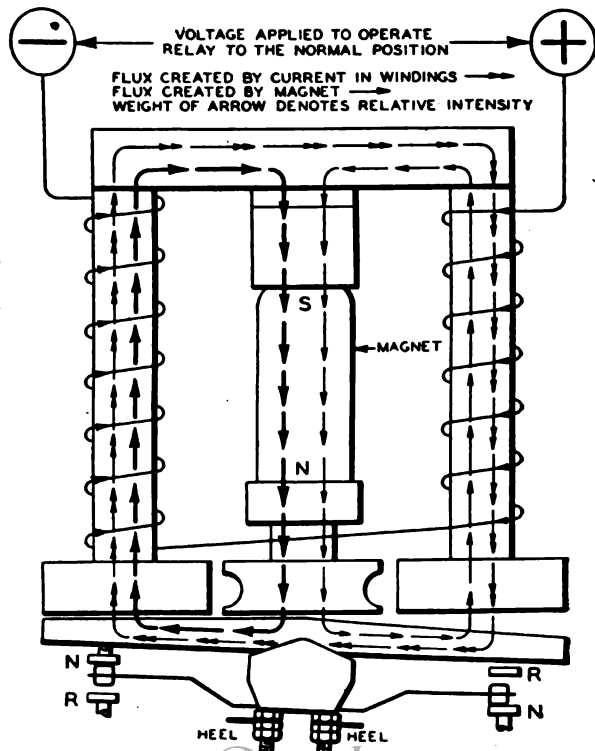 VOLTAGE APPLIED TO OPERATE
RELAY TO THE NORMAL POSITION
FLUX CREATED BY CURRENT IN WINDINGS
FLUX CREATED BY MAGNET
WEIGHT OF ARROW DENOTES RELATIVE INTENSITY
S
MAGNET
N
N
R
R
N
HEEL
HEEL